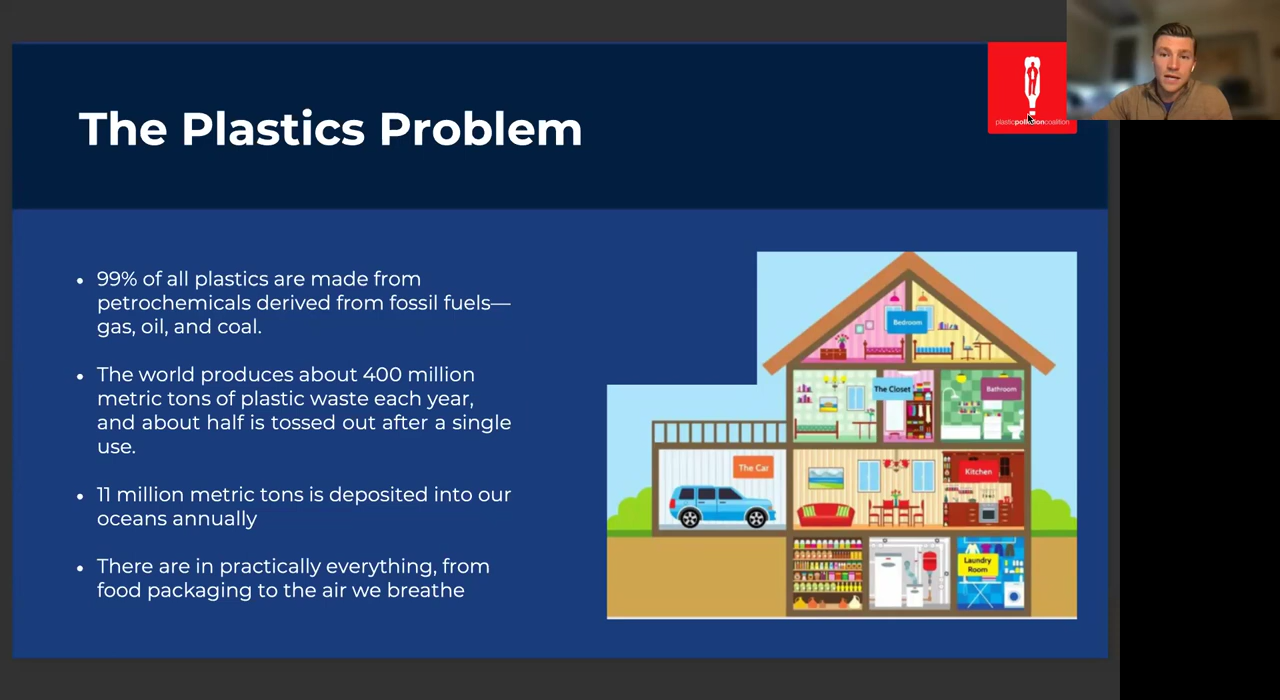 The Plastics Problem
plasticpollutioncoalition
• 99% of all plastics are made from
petrochemicals derived from fossil fuels—
gas, oil, and coal.
• The world produces about 400 million
metric tons of plastic waste each year,
and about half is tossed out after a single
use.
• 11 million metric tons is deposited into our
oceans annually
• There are in practically everything, from
food packaging to the air we breathe
Bedroom
The Closet
Bathroom
The Car
Kitchen
Laundry
Room